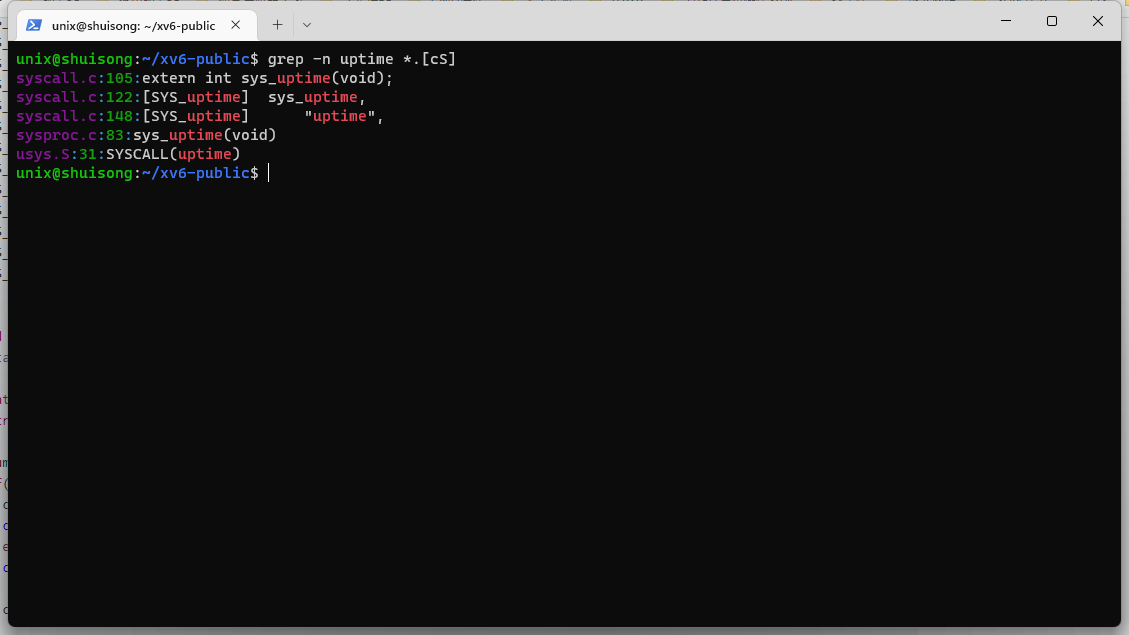 unix@shuisong: ~/xv6-public
unix@shuisong:~/xv6-public$ grep -n uptime *.[cS]
syscall.c:105:extern int sys_uptime(void);
syscall.c:122:[SYS_uptime]  sys_uptime,
syscall.c:148:[SYS_uptime]      "uptime",
sysproc.c:83:sys_uptime(void)
usys.S:31:SYSCALL(uptime)
unix@shuisong:~/xv6-public$